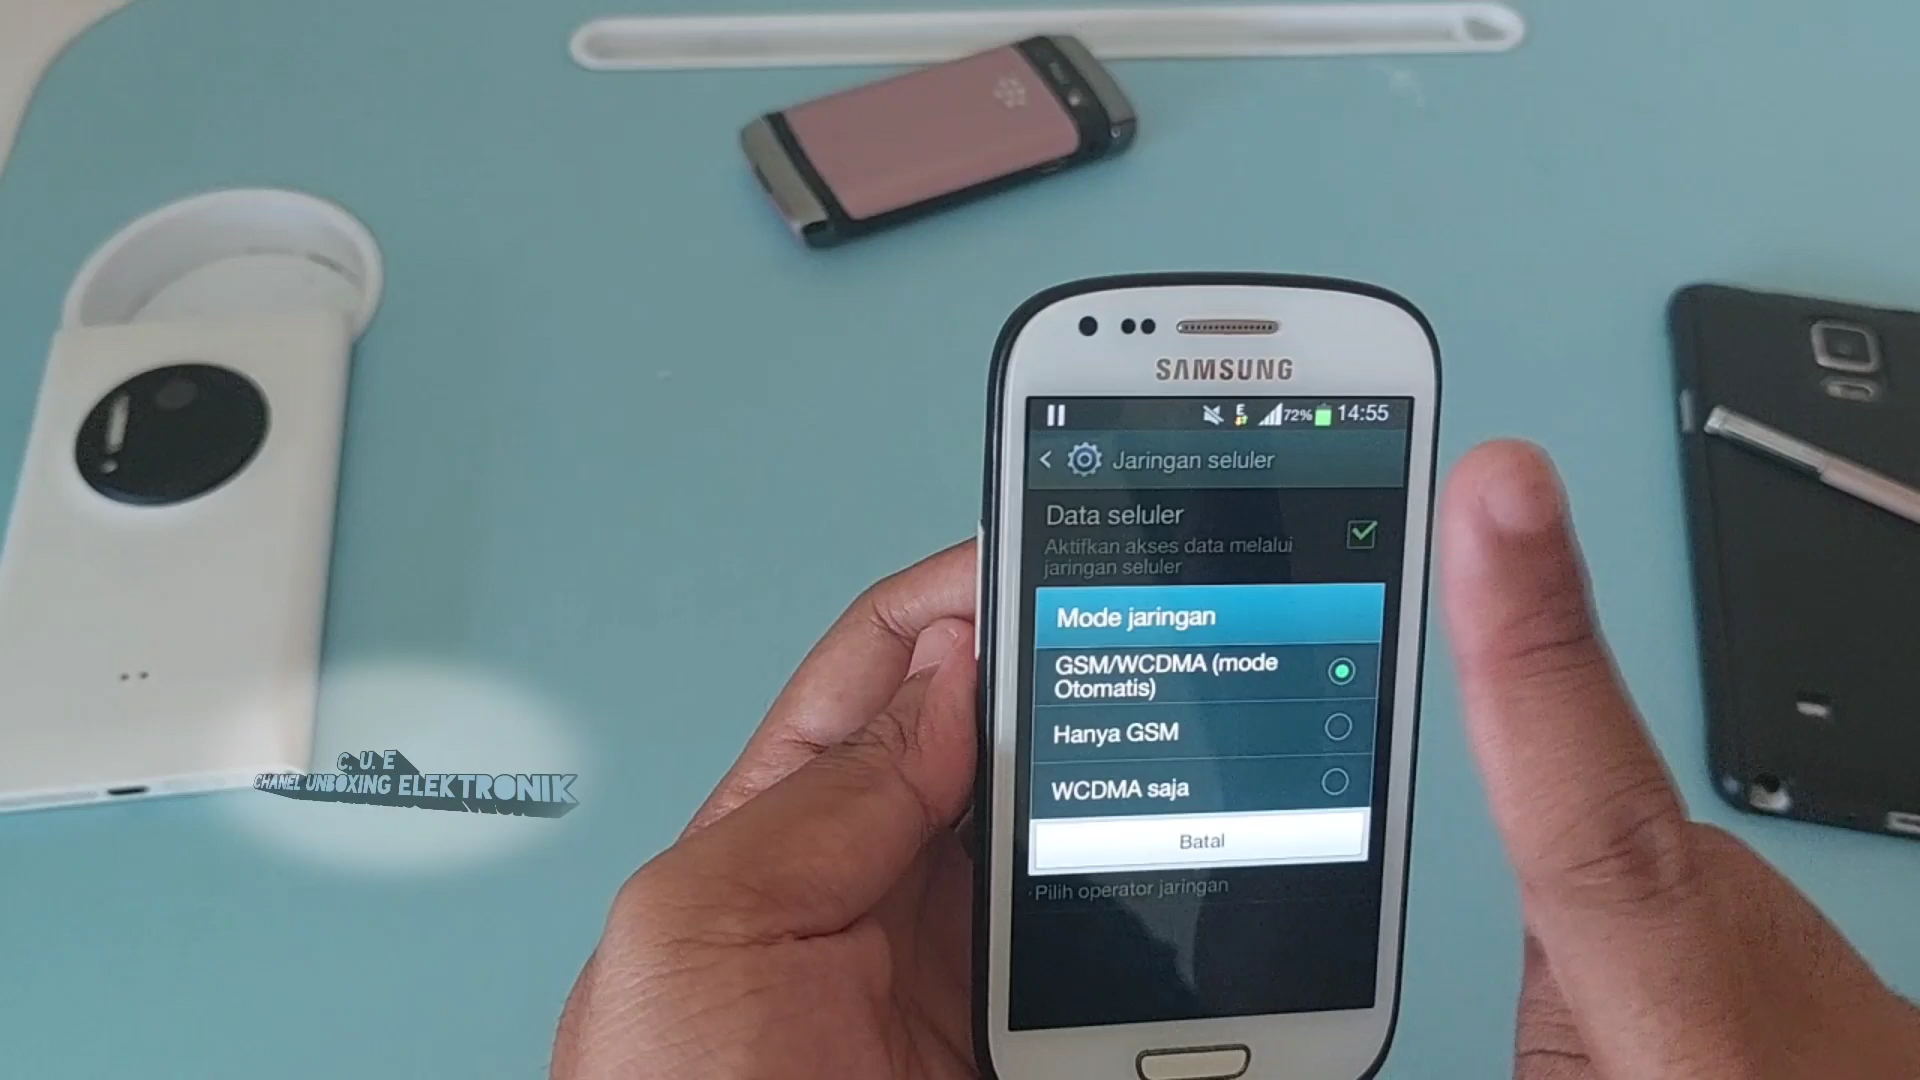 SAMSUNG
E 72% 14:55
Jaringan seluler
Data seluler
Aktifkan akses data melalui
jaringan seluler
Mode jaringan
GSM/WCDMA (mode
Otomatis)
Hanya GSM
WCDMA saja
Batal
Pilih operator jaringan
C. U. E
CHANEL UNBOXING ELEKTRONIK